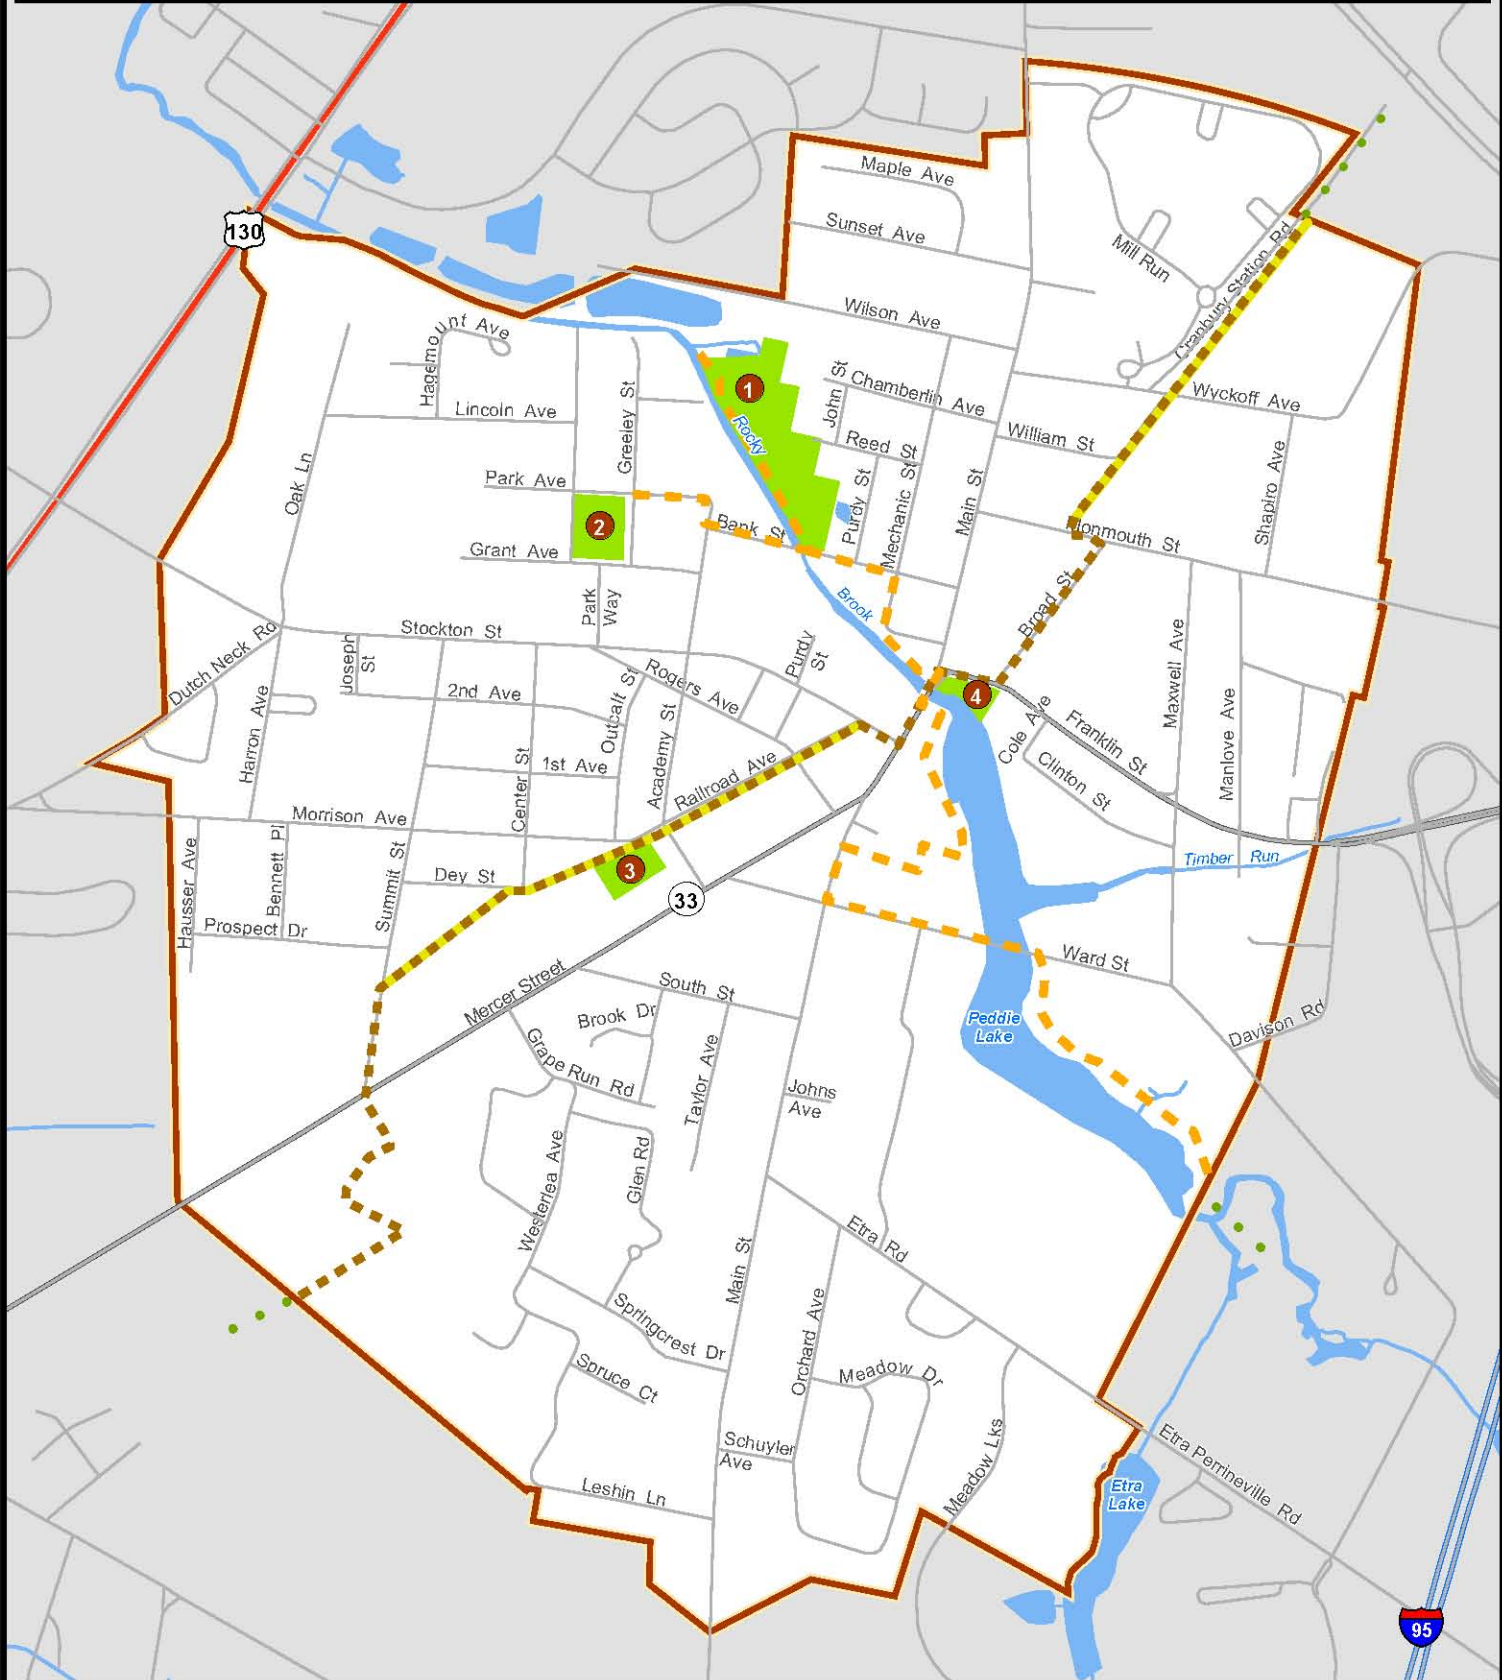 Maple Ave
Sunset Ave
130
Mill Run
Cranbury Station Rd
Wilson Ave
Hagemount Ave
1
John St
Chamberlin Ave
Wyckoff Ave
Lincoln Ave
Greeley St
Rocky
Reed St
William St
Oak Ln
Park Ave
2
Bank St
Purdy St
Mechanic St
Main St
Shapiro Ave
Monmouth St
Grant Ave
Park
Way
Brook
Broad St
Stockton St
Dutch Neck Rd
Joseph
St
Purdy
St
Maxwell Ave
2nd Ave
Rogers Ave
4
Harron Ave
Outcalt St
Academy St
Cole Ave
Franklin St
Manlove Ave
Center St
1st Ave
Railroad Ave
Clinton St
Morrison Ave
Hausser Ave
Bennett Pl
Summit St
Dey St
3
33
Timber Run
Prospect Dr
Ward St
Mercer Street
South St
Brook Dr
Peddie
Lake
Davison Rd
Grape Run Rd
Taylor Ave
Johns
Ave
Westerlea Ave
Glen Rd
Etra Rd
Main St
Springcrest Dr
Orchard Ave
Spruce Ct
Meadow Dr
Schuyler
Ave
Meadow Lks
Leshin Ln
Etra
Lake
Etra Perrineville Rd
95